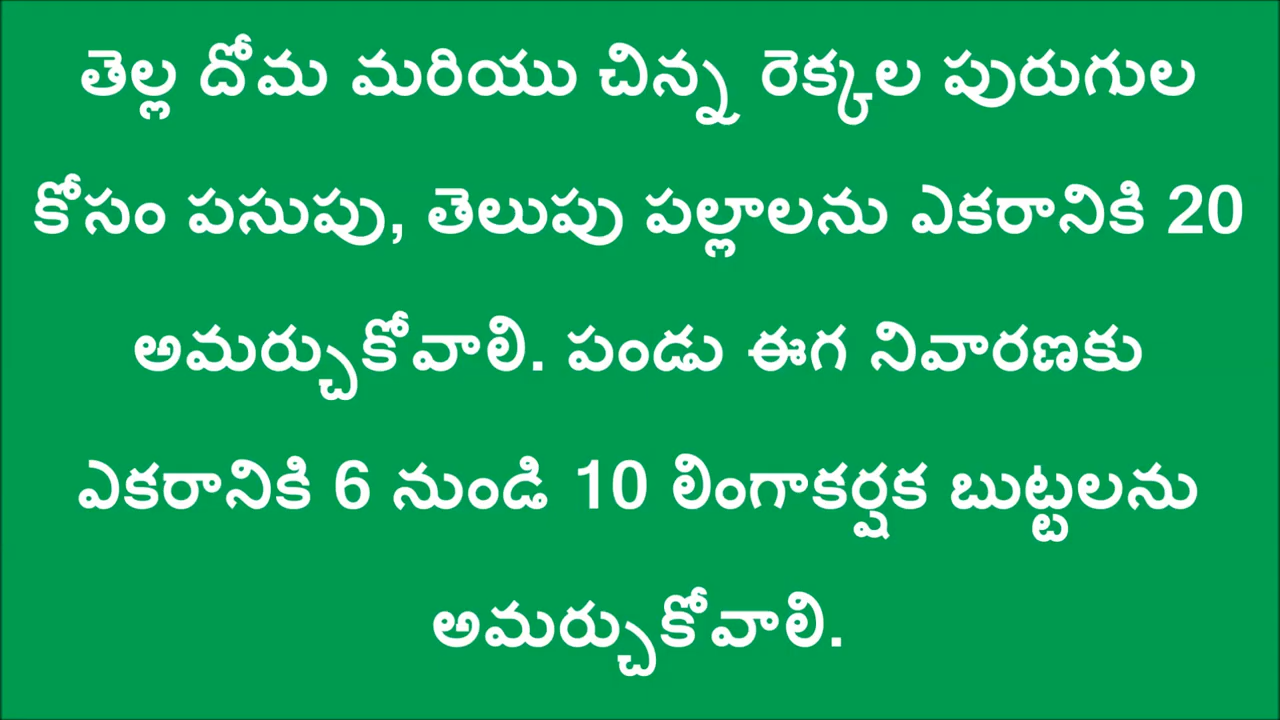 తెల్ల దోమ మరియు చిన్న రెక్కల పురుగుల
కోసం పసుపు, తెలుపు పల్లాలను ఎకరానికి 20
అమర్చుకోవాలి. పండు ఈగ నివారణకు
ఎకరానికి 6 నుండి 10 లింగాకర్షక బుట్టలను
అమర్చుకోవాలి.